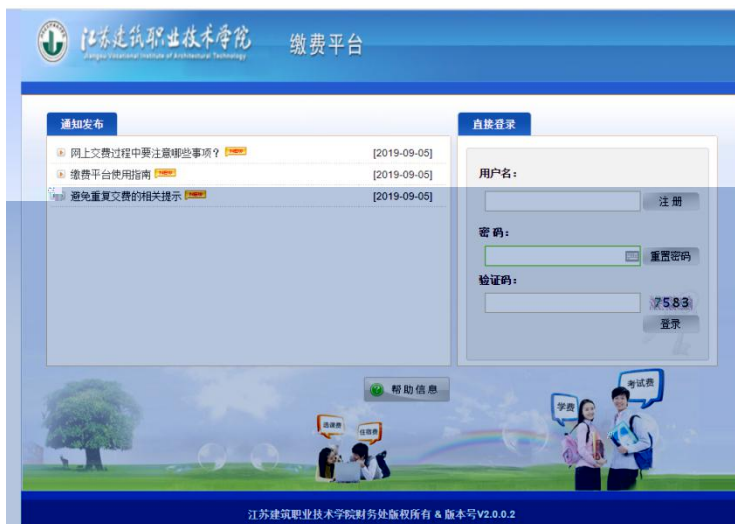 江苏建筑职业技术学院 缴费平台
Jiangsu Vocational Institute of Architectural Technology
通知发布
网上交费过程中要注意哪些事项? NEW [2019-09-05]
缴费平台使用指南 NEW [2019-09-05]
避免重复交费的相关提示 NEW [2019-09-05]
直接登录
用户名:
注 册
密 码:
重置密码
验证码:
7583
登录
帮助信息
选课费
住宿费
学费
考试费
江苏建筑职业技术学院财务处版权所有 & 版本号V2.0.0.2